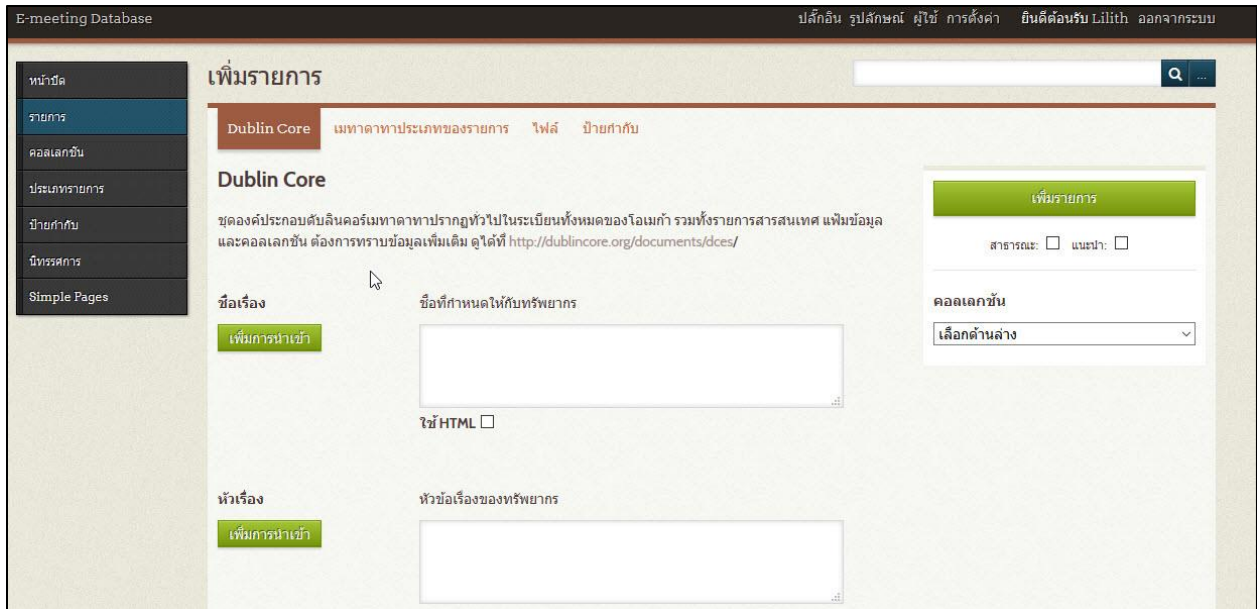 E-meeting Database
ปลั๊กอิน รูปลักษณ์ ผู้ใช้ การตั้งค่า ยินดีต้อนรับ Lilith ออกจากระบบ
หน้าปัด
รายการ
คอลเลกชัน
ประเภทรายการ
ป้ายกำกับ
นิทรรศการ
Simple Pages
เพิ่มรายการ
...
Dublin Core เมทาดาทาประเภทของรายการ ไฟล์ ป้ายกำกับ
Dublin Core
ชุดองค์ประกอบดับลินคอร์เมทาดาทาปรากฏทั่วไปในระเบียนทั้งหมดของโอเมก้า รวมทั้งรายการสารสนเทศ แฟ้มข้อมูล
และคอลเลกชัน ต้องการทราบข้อมูลเพิ่มเติม ดูได้ที่ http://dublincore.org/documents/dces/
ชื่อเรื่อง
ชื่อที่กำหนดให้กับทรัพยากร
เพิ่มการนำเข้า
ใช้ HTML
หัวเรื่อง
หัวข้อเรื่องของทรัพยากร
เพิ่มการนำเข้า
เพิ่มรายการ
สาธารณะ: แนะนำ:
คอลเลกชัน
เลือกด้านล่าง